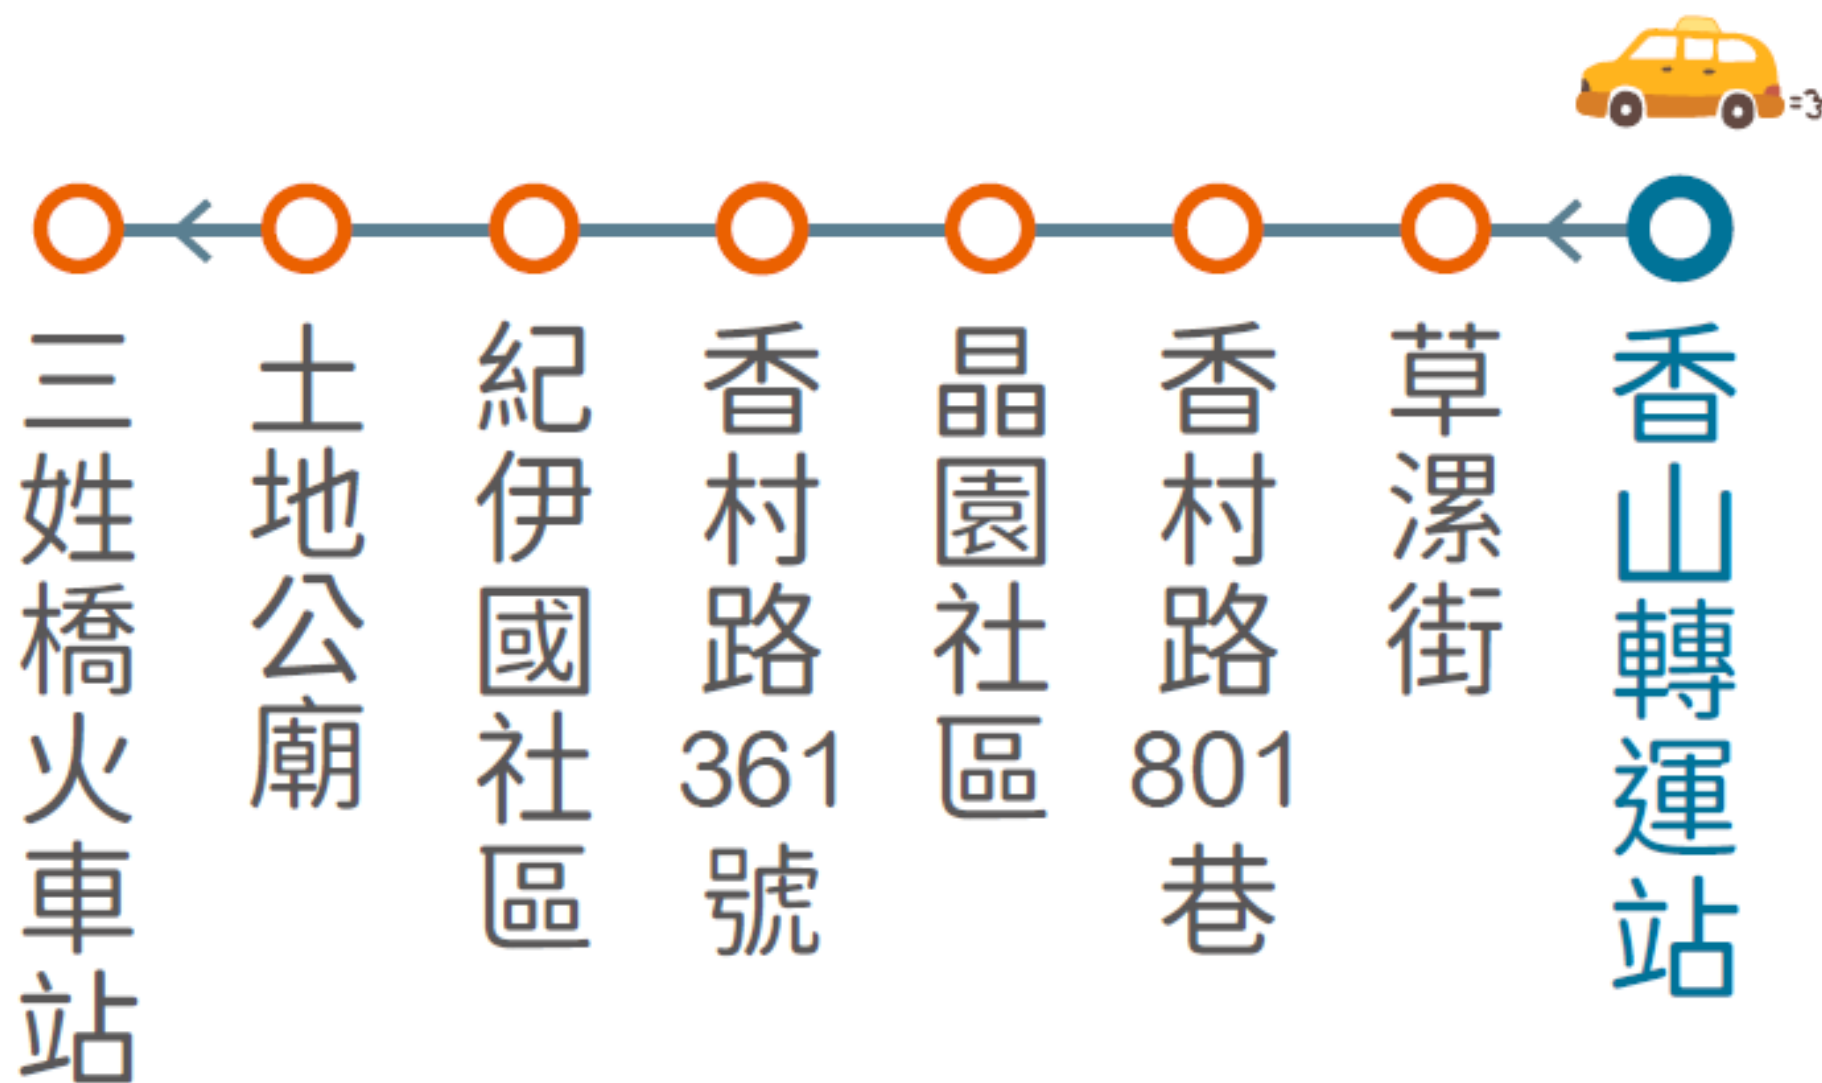 香山轉運站
草漯街
香村路801巷
晶園社區
香村路361號
紀伊國社區
土地公廟
三姓橋火車站